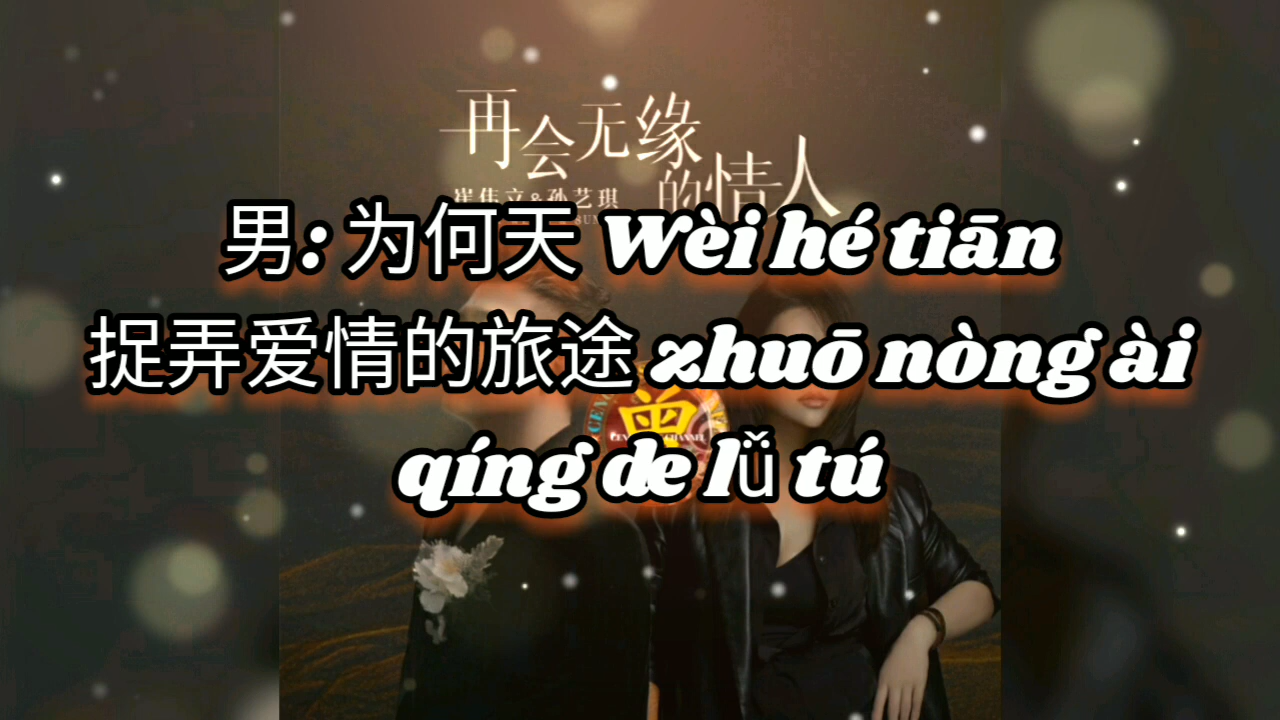 再会无缘
的情人
崔伟立&孙艺琪
男: 为何天 Wèi hé tiān
捉弄爱情的旅途 zhuō nòng ài
qíng de lǚ tú
曾